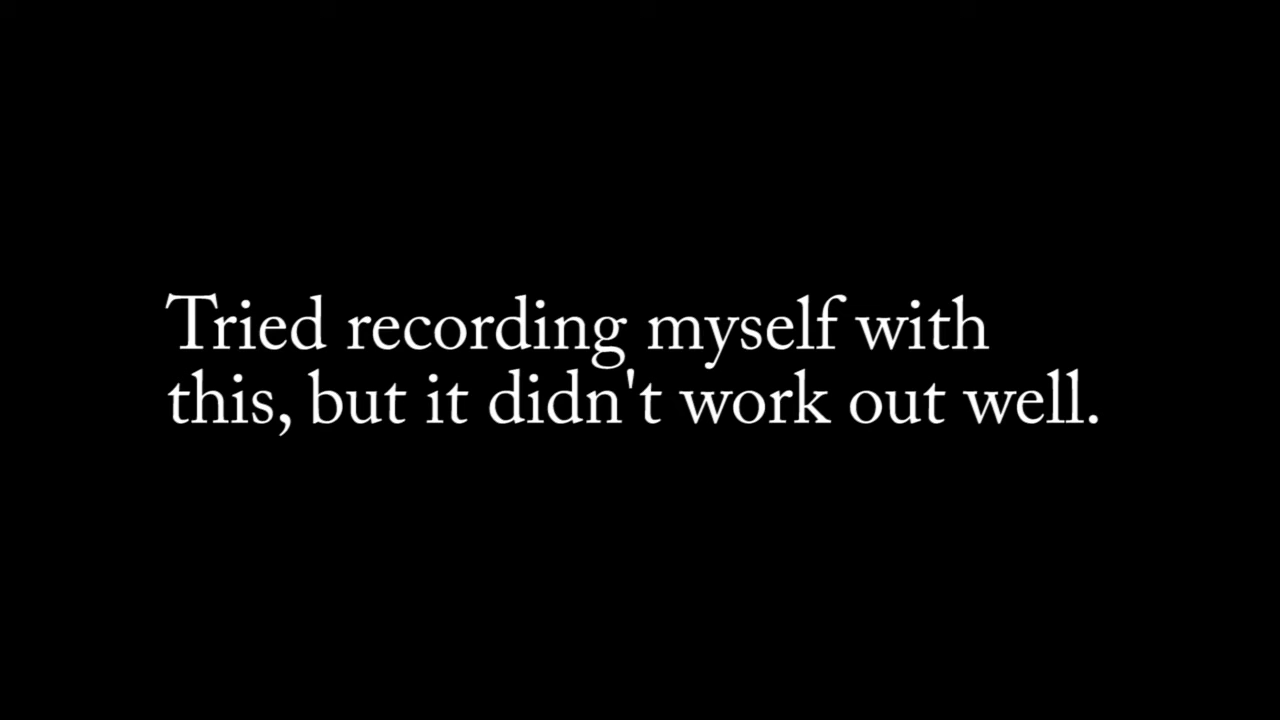 Tried recording myself with
this, but it didn't work out well.